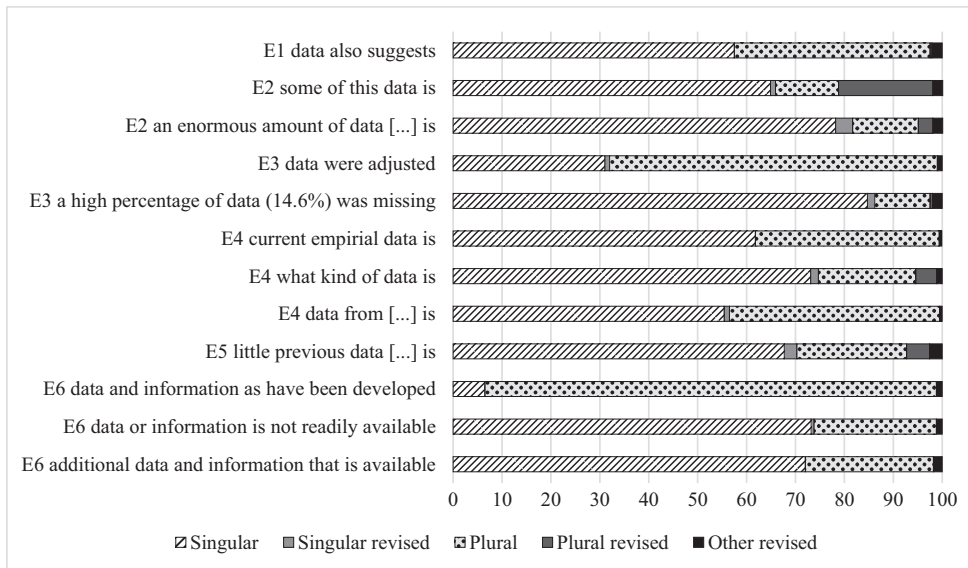 E1 data also suggests
E2 some of this data is
E2 an enormous amount of data [...] is
E3 data were adjusted
E3 a high percentage of data (14.6%) was missing
E4 current empirial data is
E4 what kind of data is
E4 data from [...] is
E5 little previous data [...] is
E6 data and information as have been developed
E6 data or information is not readily available
E6 additional data and information that is available
0 10 20 30 40 50 60 70 80 90 100
Singular Singular revised Plural Plural revised Other revised